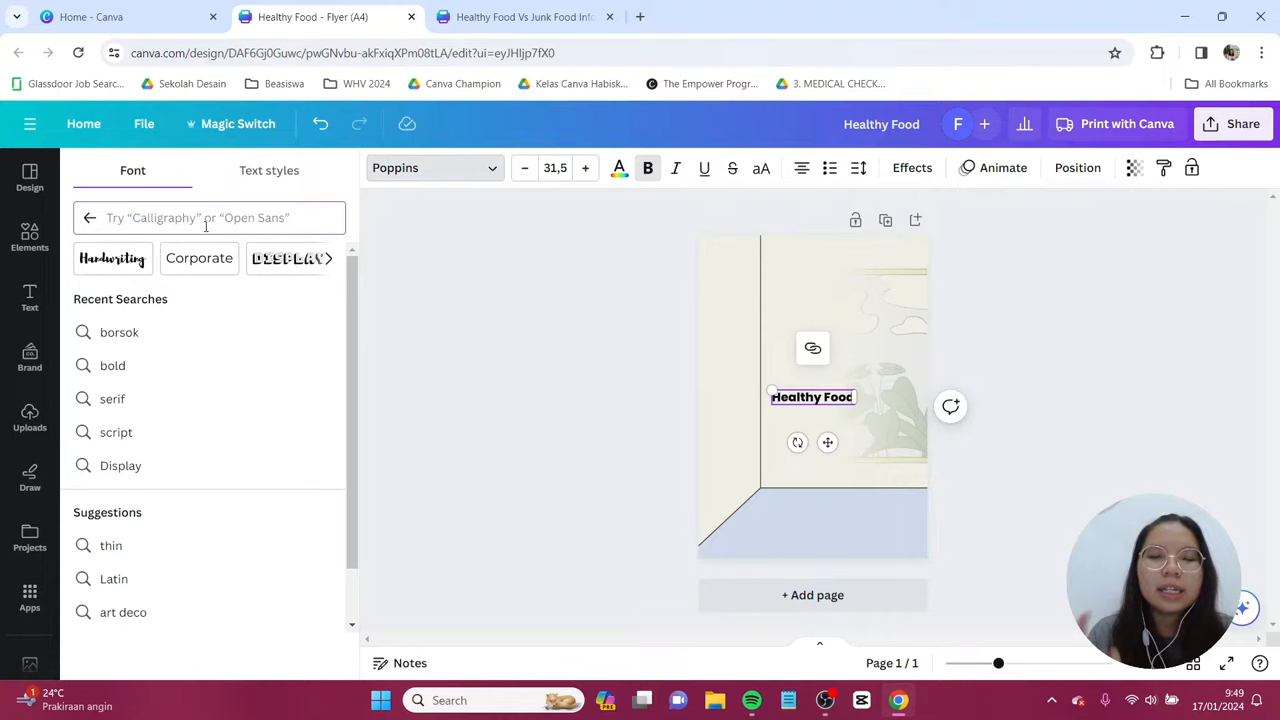 Home - Canva
Healthy Food - Flyer (A4)
Healthy Food Vs Junk Food Info.
canva.com/design/DAF6Gj0Guwc/pwGNvbu-akFxiqXPm08tLA/edit?ui=eyJHIjp7fX0
Glassdoor Job Searc...
Sekolah Desain
Beasiswa
WHV 2024
Canva Champion
Kelas Canva Habisk...
The Empower Progr...
3. MEDICAL CHECK...
All Bookmarks
Home
File
Magic Switch
Healthy Food
F
Print with Canva
Share
Design
Elements
Text
Brand
Uploads
Draw
Projects
Apps
Font
Text styles
Try “Calligraphy” or “Open Sans”
Handwriting
Corporate
DISPLAY
Recent Searches
borsok
bold
serif
script
Display
Suggestions
thin
Latin
art deco
Poppins
31,5
A
B
I
U
S
aA
Effects
Animate
Position
Healthy Food
+ Add page
Notes
Page 1 / 1
1
24°C
Prakiraan angin
Search
9:49
17/01/2024